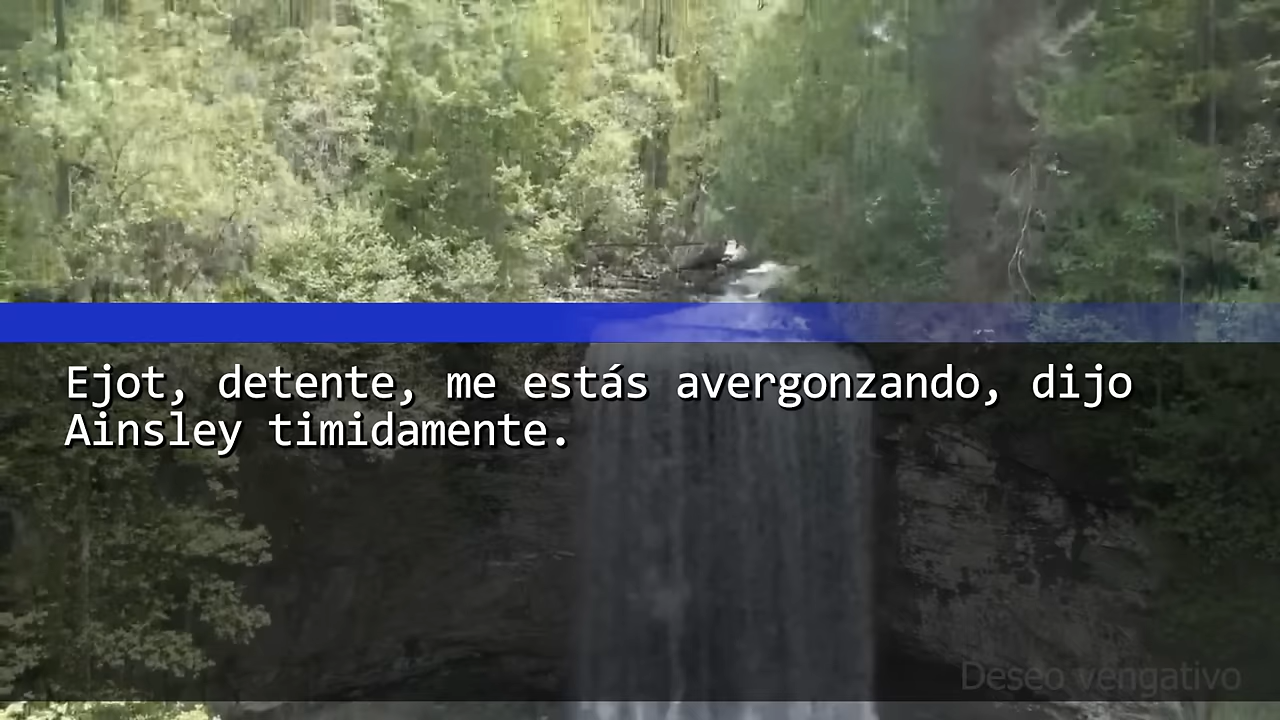 Ejot, detente, me estás avergonzando, dijo
Ainsley timidamente.
Deseo vengativo